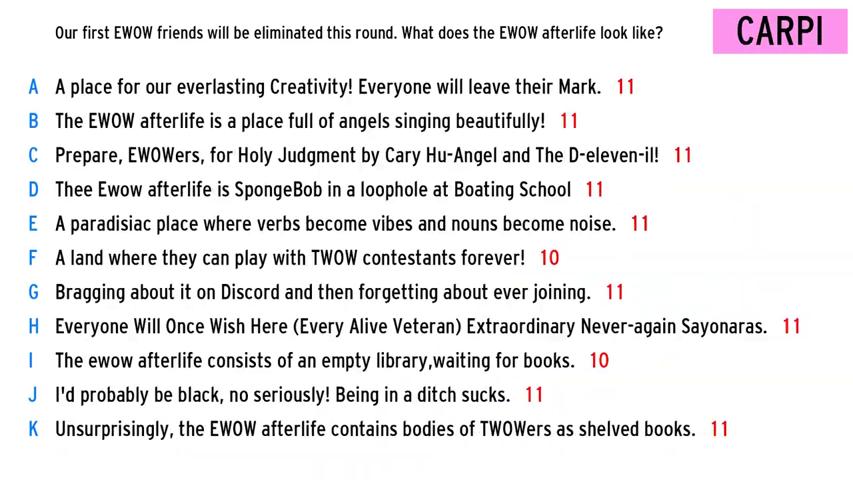 Our first EWOW friends will be eliminated this round. What does the EWOW afterlife look like?
CARPI
A A place for our everlasting Creativity! Everyone will leave their Mark. 11
B The EWOW afterlife is a place full of angels singing beautifully! 11
C Prepare, EWOWers, for Holy Judgment by Cary Hu-Angel and The D-eleven-il! 11
D Thee Ewow afterlife is SpongeBob in a loophole at Boating School 11
E A paradisiac place where verbs become vibes and nouns become noise. 11
F A land where they can play with TWOW contestants forever! 10
G Bragging about it on Discord and then forgetting about ever joining. 11
H Everyone Will Once Wish Here (Every Alive Veteran) Extraordinary Never-again Sayonaras. 11
I The ewow afterlife consists of an empty library,waiting for books. 10
J I'd probably be black, no seriously! Being in a ditch sucks. 11
K Unsurprisingly, the EWOW afterlife contains bodies of TWOWers as shelved books. 11